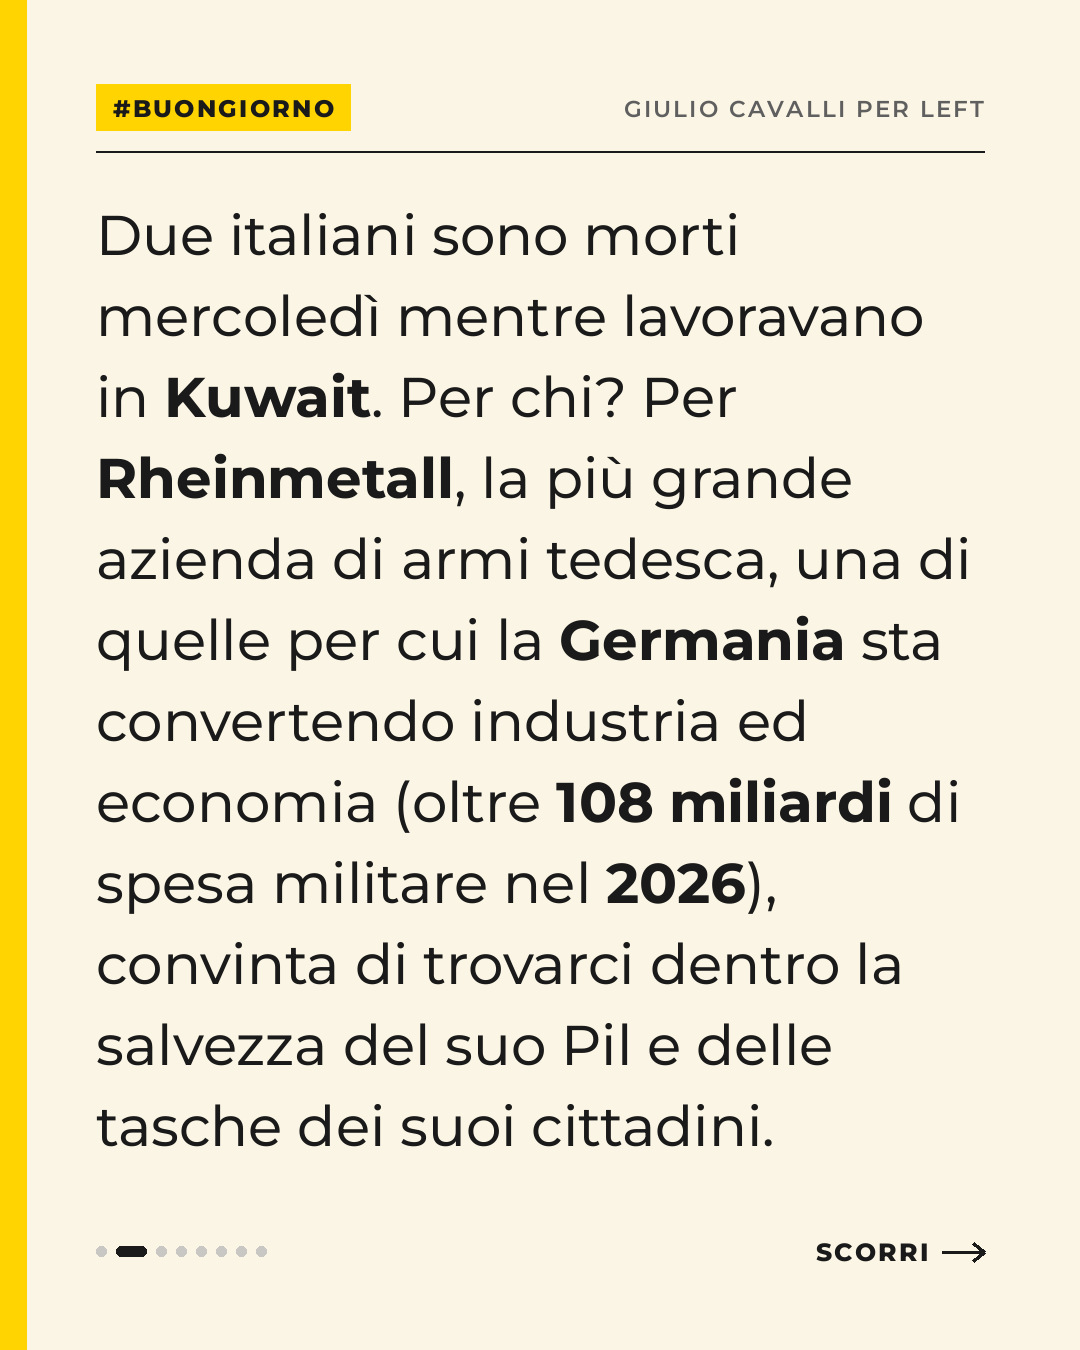 #BUONGIORNO
GIULIO CAVALLI PER LEFT
Due italiani sono morti
mercoledì mentre lavoravano
in Kuwait. Per chi? Per
Rheinmetall, la più grande
azienda di armi tedesca, una di
quelle per cui la Germania sta
convertendo industria ed
economia (oltre 108 miliardi di
spesa militare nel 2026),
convinta di trovarci dentro la
salvezza del suo Pil e delle
tasche dei suoi cittadini.
SCORRI